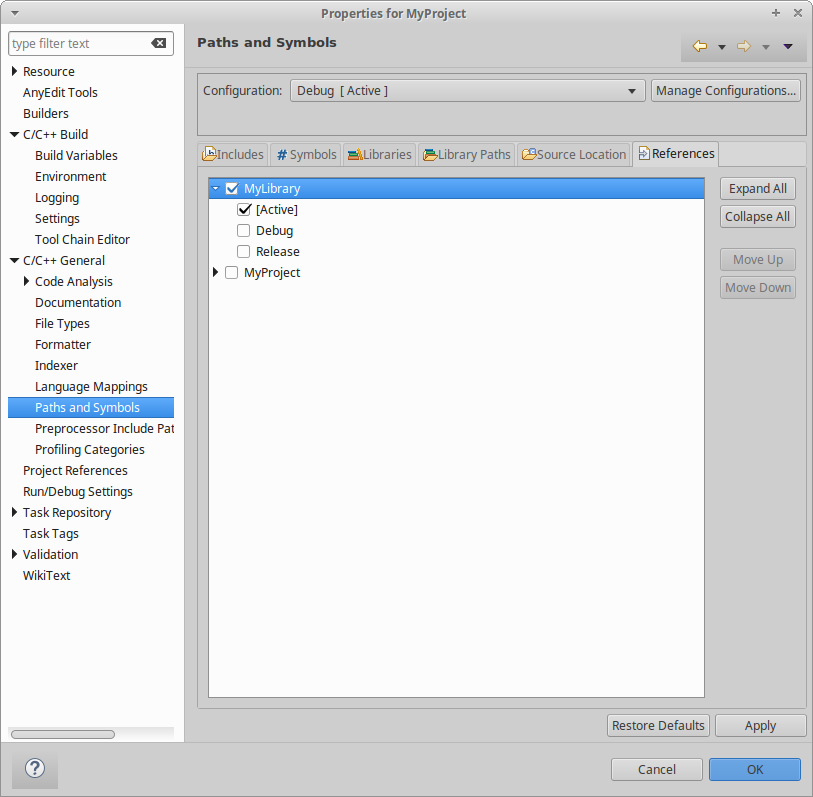 Properties for MyProject
type filter text
Resource
AnyEdit Tools
Builders
C/C++ Build
Build Variables
Environment
Logging
Settings
Tool Chain Editor
C/C++ General
Code Analysis
Documentation
File Types
Formatter
Indexer
Language Mappings
Paths and Symbols
Preprocessor Include Pat
Profiling Categories
Project References
Run/Debug Settings
Task Repository
Task Tags
Validation
WikiText
Paths and Symbols
Configuration: Debug [ Active ] Manage Configurations...
Includes # Symbols Libraries Library Paths Source Location References
MyLibrary
[Active]
Debug
Release
MyProject
Expand All
Collapse All
Move Up
Move Down
Restore Defaults Apply
? Cancel OK